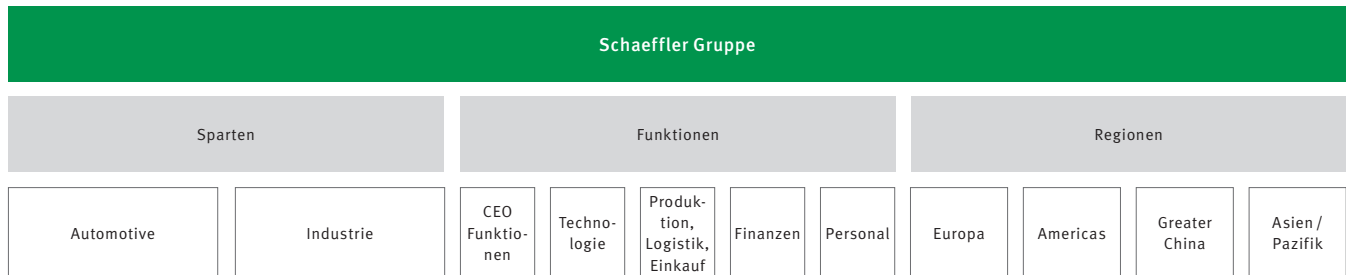 Schaeffler Gruppe
Sparten
Funktionen
Regionen
Automotive
Industrie
CEO
Funktio-
nen
Techno-
logie
Produk-
tion,
Logistik,
Einkauf
Finanzen
Personal
Europa
Americas
Greater
China
Asien /
Pazifik